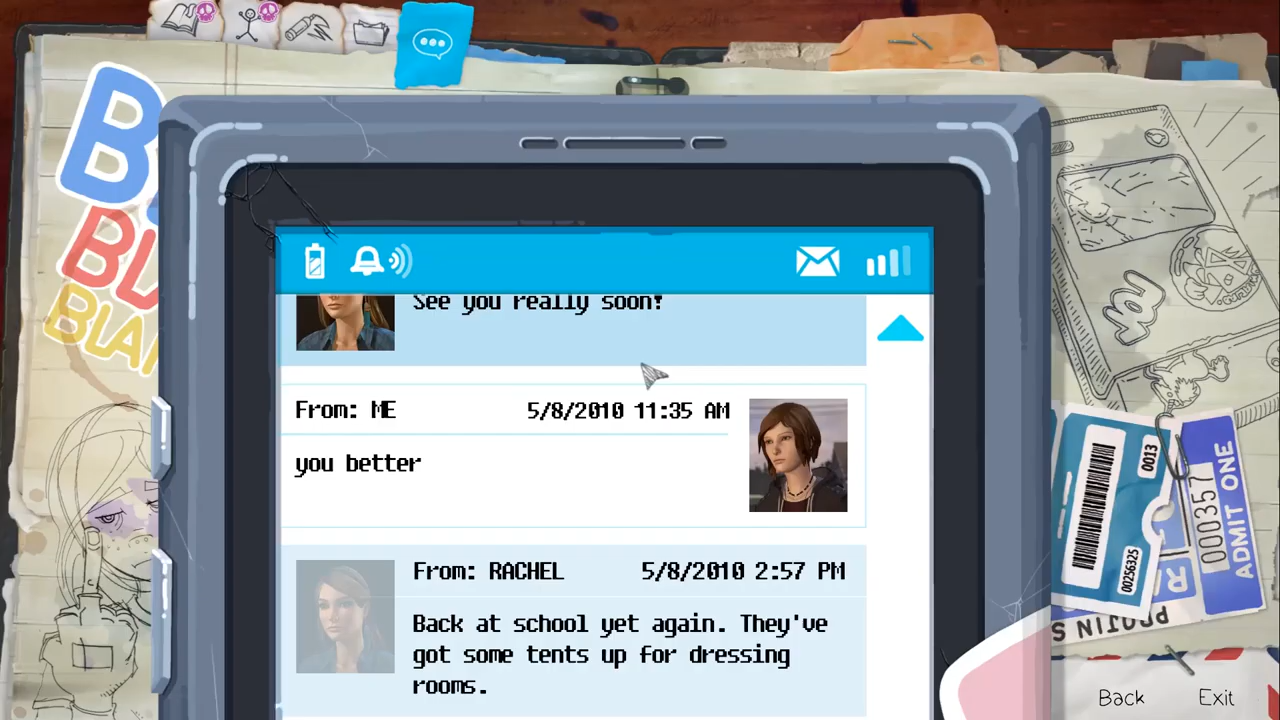 See you really soon!
From: ME 5/8/2010 11:35 AM
you better
From: RACHEL 5/8/2010 2:57 PM
Back at school yet again. They've
got some tents up for dressing
rooms.
0013
00256325
000357
ADMIT ONE
Back Exit